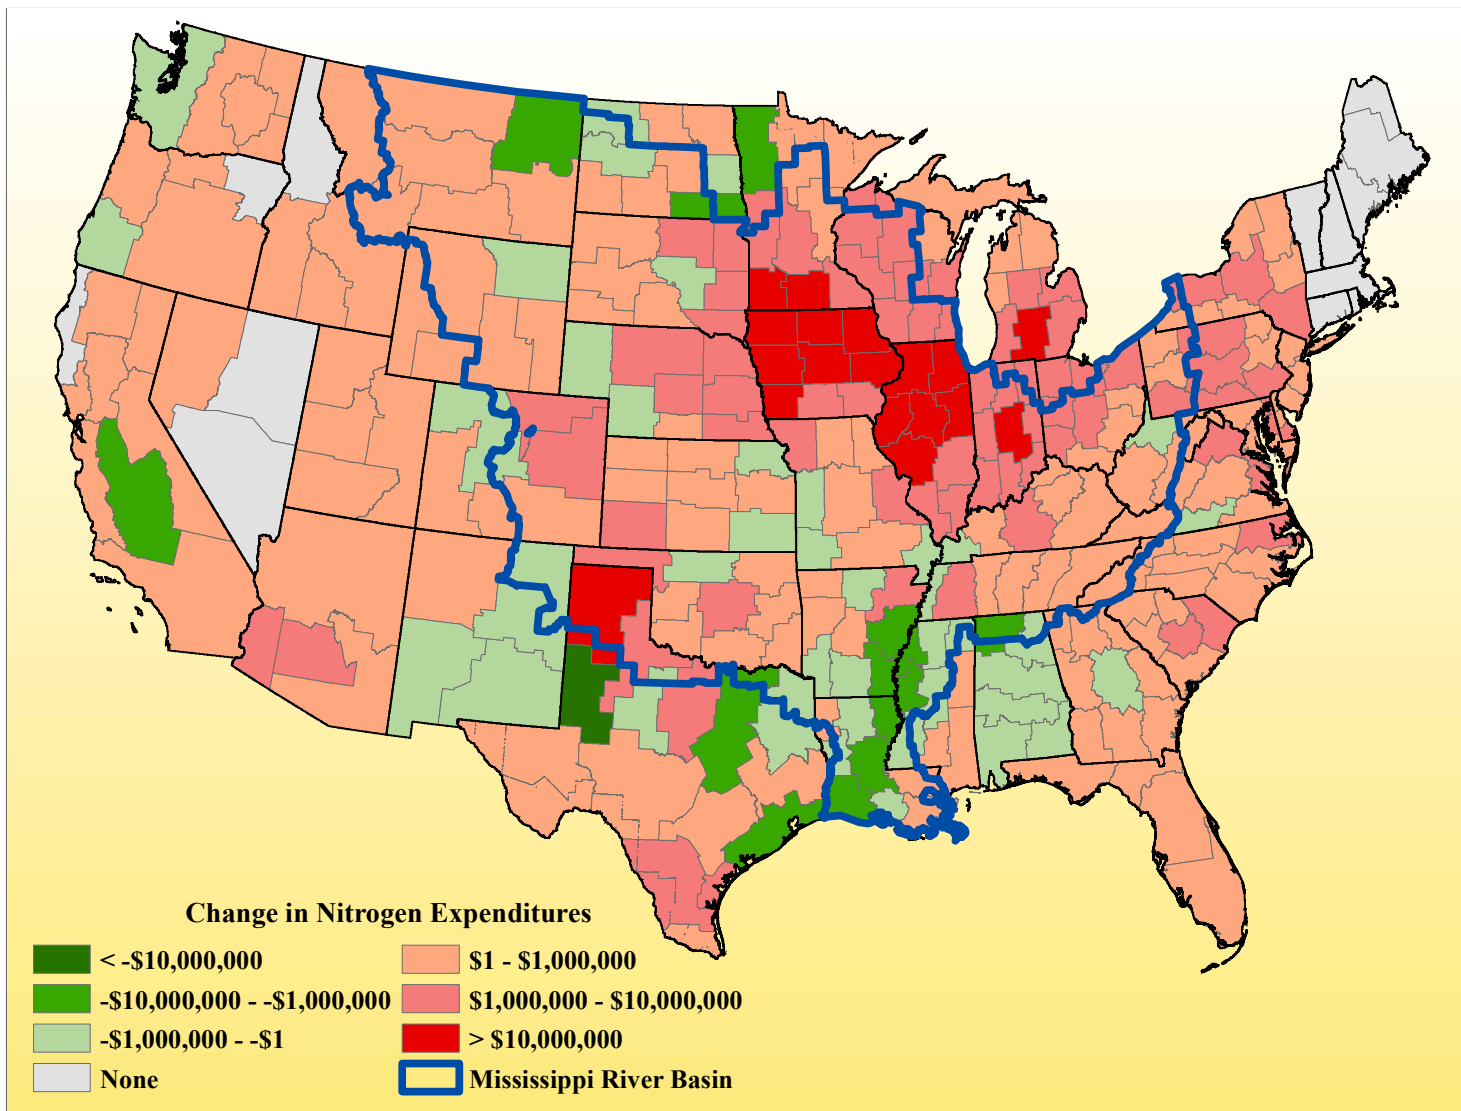 Change in Nitrogen Expenditures
< -$10,000,000
-$10,000,000 - -$1,000,000
-$1,000,000 - -$1
None
$1 - $1,000,000
$1,000,000 - $10,000,000
> $10,000,000
Mississippi River Basin